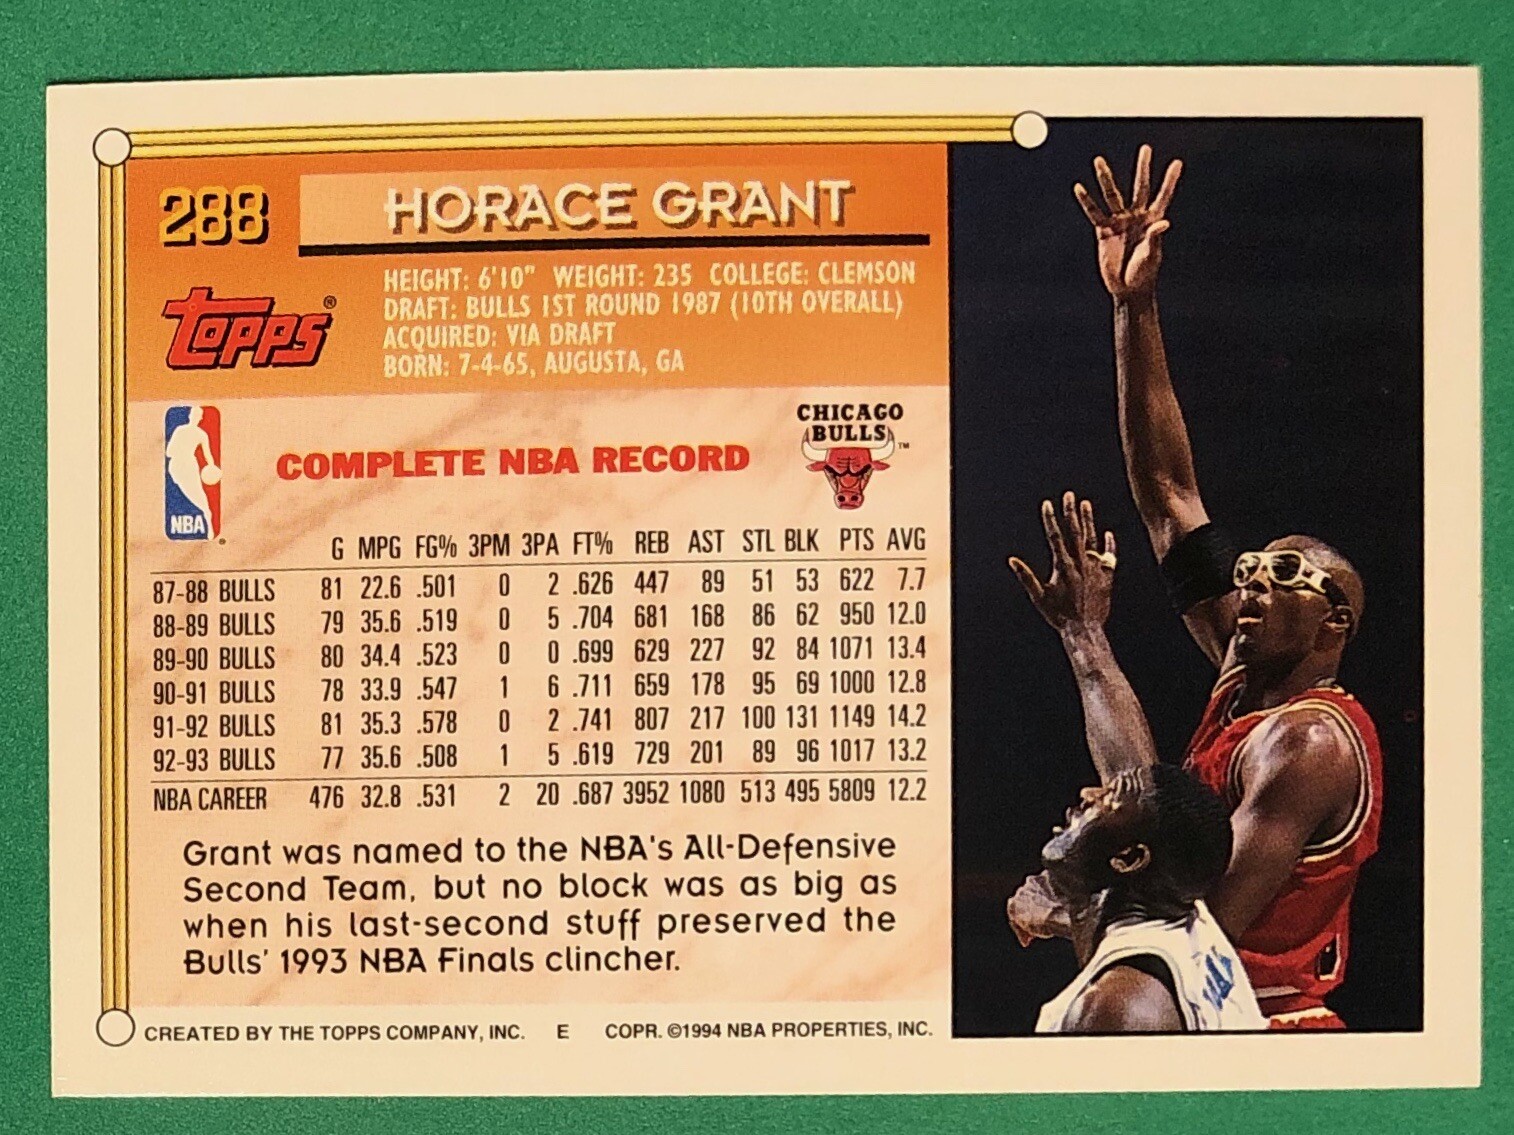 288
HORACE GRANT
TOPPS®
HEIGHT: 6'10" WEIGHT: 235 COLLEGE: CLEMSON
DRAFT: BULLS 1ST ROUND 1987 (10TH OVERALL)
ACQUIRED: VIA DRAFT
BORN: 7-4-65, AUGUSTA, GA
NBA
COMPLETE NBA RECORD
CHICAGO
BULLS™
G MPG FG% 3PM 3PA FT% REB AST STL BLK PTS AVG
87-88 BULLS 81 22.6 .501 0 2 .626 447 89 51 53 622 7.7
88-89 BULLS 79 35.6 .519 0 5 .704 681 168 86 62 950 12.0
89-90 BULLS 80 34.4 .523 0 0 .699 629 227 92 84 1071 13.4
90-91 BULLS 78 33.9 .547 1 6 .711 659 178 95 69 1000 12.8
91-92 BULLS 81 35.3 .578 0 2 .741 807 217 100 131 1149 14.2
92-93 BULLS 77 35.6 .508 1 5 .619 729 201 89 96 1017 13.2
NBA CAREER 476 32.8 .531 2 20 .687 3952 1080 513 495 5809 12.2
Grant was named to the NBA's All-Defensive
Second Team, but no block was as big as
when his last-second stuff preserved the
Bulls' 1993 NBA Finals clincher.
CREATED BY THE TOPPS COMPANY, INC. E COPR. ©1994 NBA PROPERTIES, INC.